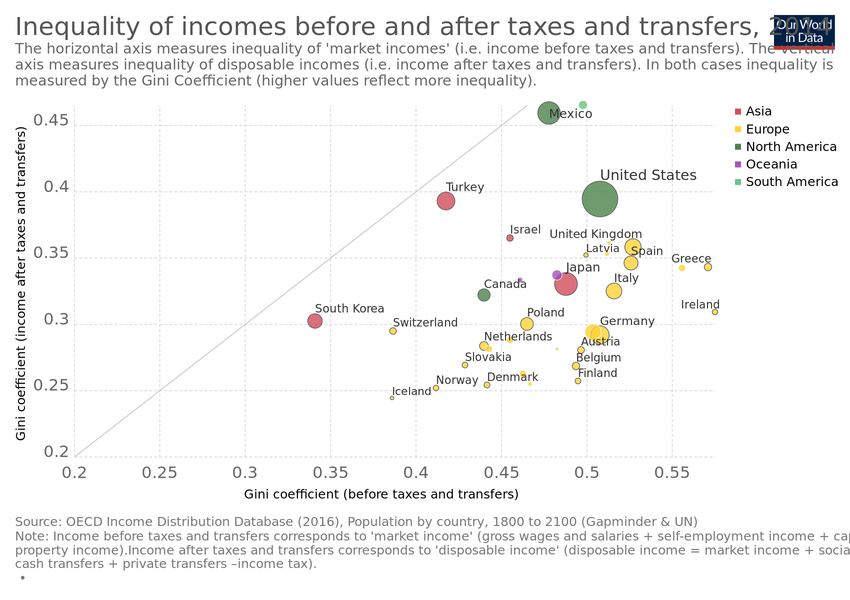 Inequality of incomes before and after taxes and transfers, 2014
Our World
in Data
The horizontal axis measures inequality of 'market incomes' (i.e. income before taxes and transfers). The vertical
axis measures inequality of disposable incomes (i.e. income after taxes and transfers). In both cases inequality is
measured by the Gini Coefficient (higher values reflect more inequality).
Gini coefficient (income after taxes and transfers)
0.45
0.4
0.35
0.3
0.25
0.2
Mexico
United States
Turkey
Israel
United Kingdom
Latvia
Spain
Greece
Japan
Canada
Italy
Ireland
South Korea
Switzerland
Poland
Germany
Netherlands
Austria
Slovakia
Belgium
Norway
Denmark
Finland
Iceland
Asia
Europe
North America
Oceania
South America
0.2
0.25
0.3
0.35
0.4
0.45
0.5
0.55
Gini coefficient (before taxes and transfers)
Source: OECD Income Distribution Database (2016), Population by country, 1800 to 2100 (Gapminder & UN)
Note: Income before taxes and transfers corresponds to 'market income' (gross wages and salaries + self-employment income +
property income).Income after taxes and transfers corresponds to 'disposable income' (disposable income = market income +
cash transfers + private transfers –income tax).
•